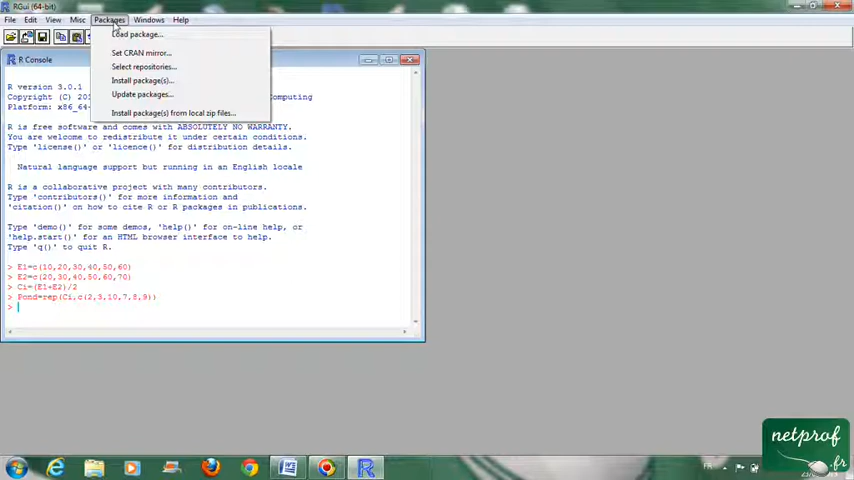 RGui (64-bit)
File Edit View Misc Packages Windows Help
Load package...
Set CRAN mirror...
Select repositories...
Install package(s)...
Update packages...
Install package(s) from local zip files...
R Console
R version 3.0.1
Copyright (C) omputing
Platform: x86_64-
R is free software and comes with ABSOLUTELY NO WARRANTY.
You are welcome to redistribute it under certain conditions.
Type 'license()' or 'licence()' for distribution details.
Natural language support but running in an English locale
R is a collaborative project with many contributors.
Type 'contributors()' for more information and
'citation()' on how to cite R or R packages in publications.
Type 'demo()' for some demos, 'help()' for on-line help, or
'help.start()' for an HTML browser interface to help.
Type 'q()' to quit R.
> E1=c(10,20,30,40,50,60)
> E2=c(20,30,40,50,60,70)
> Ci=(E1+E2)/2
> Pond=rep(Ci,c(2,3,10,7,8,9))
>
FR
netprof
.fr